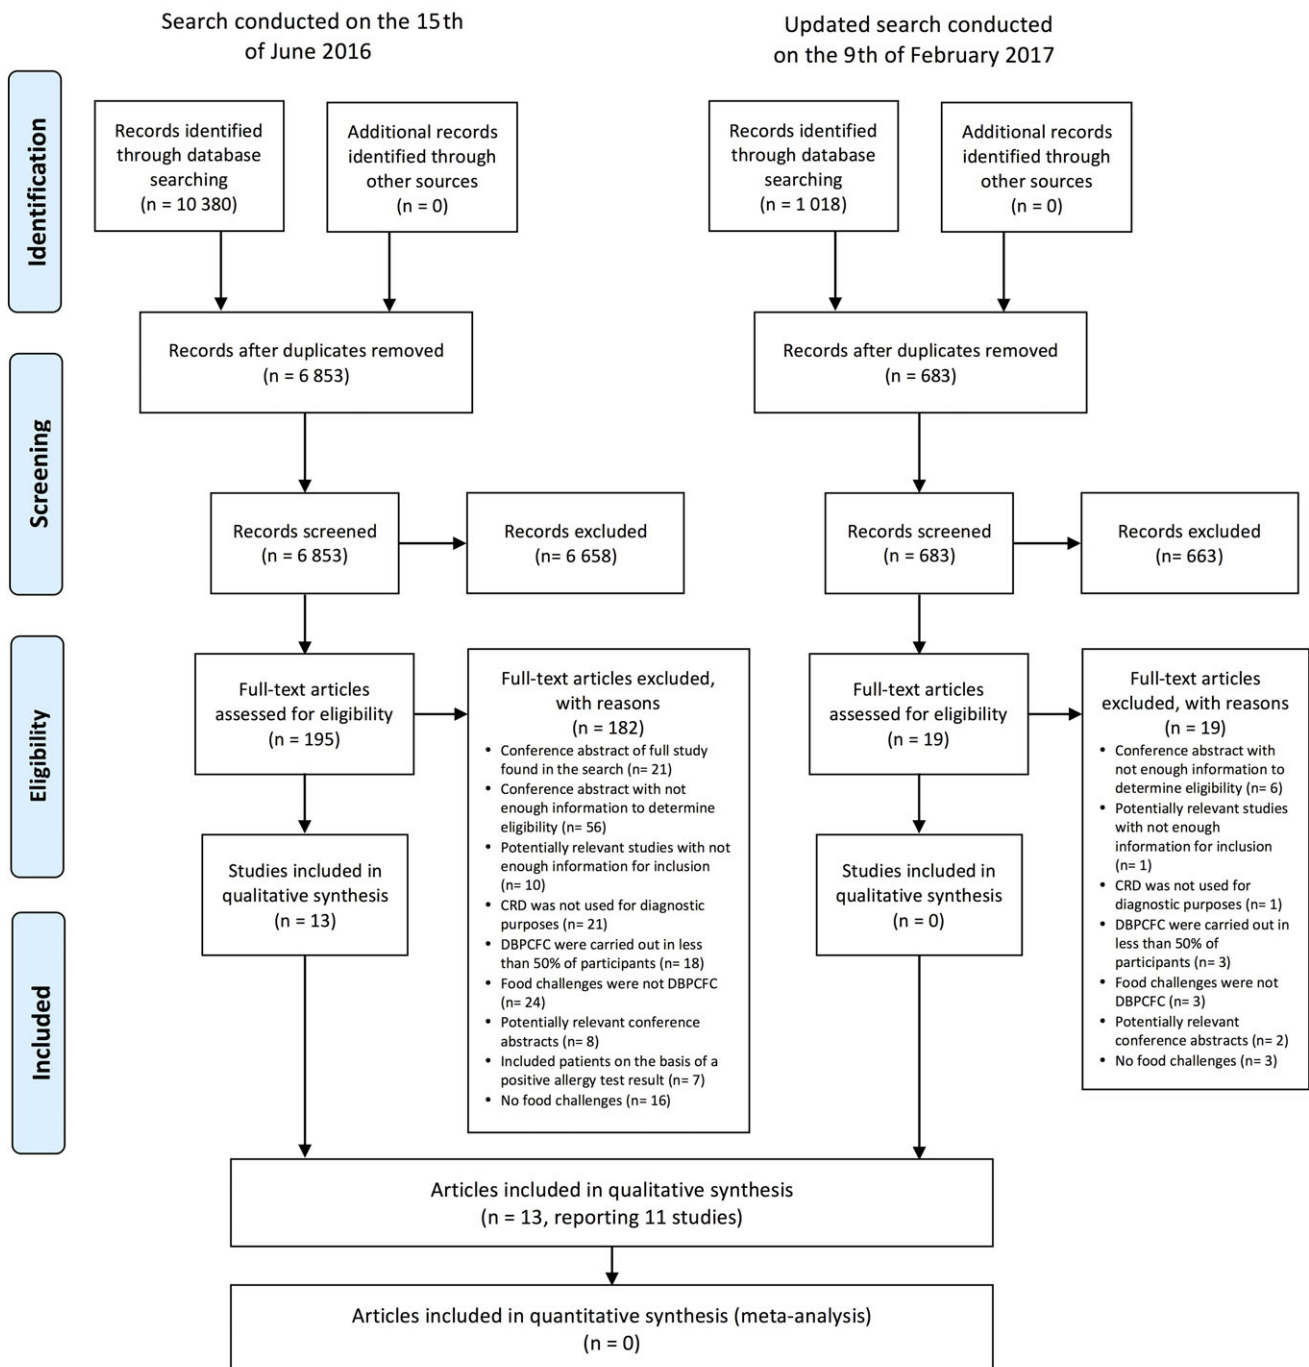 Search conducted on the 15th
of June 2016
Updated search conducted
on the 9th of February 2017
Identification
Records identified
through database
searching
(n = 10 380)
Additional records
identified through
other sources
(n = 0)
Records identified
through database
searching
(n = 1 018)
Additional records
identified through
other sources
(n = 0)
Records after duplicates removed
(n = 6 853)
Records after duplicates removed
(n = 683)
Screening
Records screened
(n = 6 853)
Records excluded
(n= 6 658)
Records screened
(n = 683)
Records excluded
(n= 663)
Eligibility
Full-text articles
assessed for eligibility
(n = 195)
Full-text articles excluded,
with reasons
(n = 182)
• Conference abstract of full study
found in the search (n= 21)
• Conference abstract with not
enough information to determine
eligibility (n= 56)
• Potentially relevant studies with not
enough information for inclusion
(n= 10)
• CRD was not used for diagnostic
purposes (n= 21)
• DBPCFC were carried out in less
than 50% of participants (n= 18)
• Food challenges were not DBPCFC
(n= 24)
• Potentially relevant conference
abstracts (n= 8)
• Included patients on the basis of a
positive allergy test result (n= 7)
• No food challenges (n= 16)
Full-text articles
assessed for eligibility
(n = 19)
Full-text articles
excluded, with reasons
(n = 19)
• Conference abstract with
not enough information to
determine eligibility (n= 6)
• Potentially relevant studies
with not enough
information for inclusion
(n= 1)
• CRD was not used for
diagnostic purposes (n= 1)
• DBPCFC were carried out in
less than 50% of
participants (n= 3)
• Food challenges were not
DBPCFC (n= 3)
• Potentially relevant
conference abstracts (n= 2)
• No food challenges (n= 3)
Studies included in
qualitative synthesis
(n = 13)
Studies included in
qualitative synthesis
(n = 0)
Included
Articles included in qualitative synthesis
(n = 13, reporting 11 studies)
Articles included in quantitative synthesis (meta-analysis)
(n = 0)